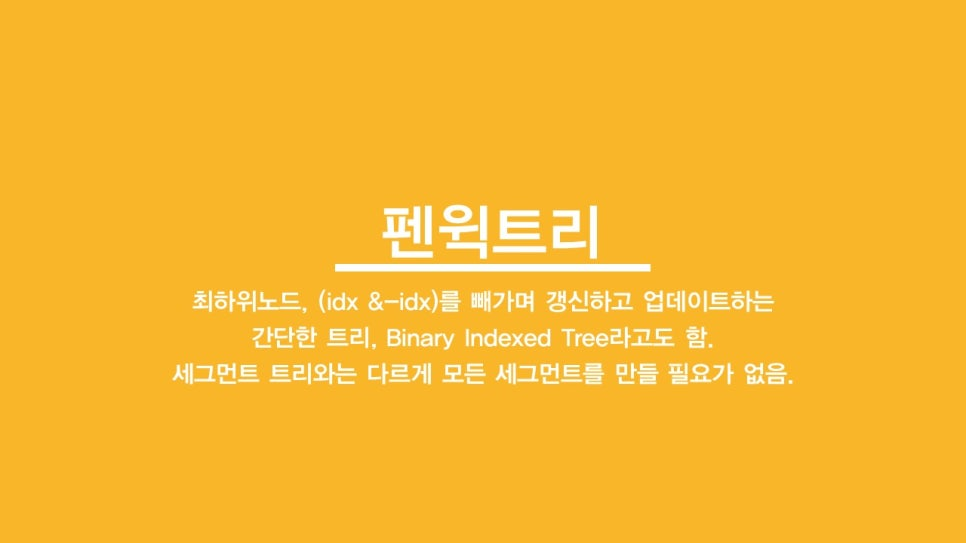 펜윅트리
최하위노드, (idx &-idx)를 빼가며 갱신하고 업데이트하는
간단한 트리, Binary Indexed Tree라고도 함.
세그먼트 트리와는 다르게 모든 세그먼트를 만들 필요가 없음.